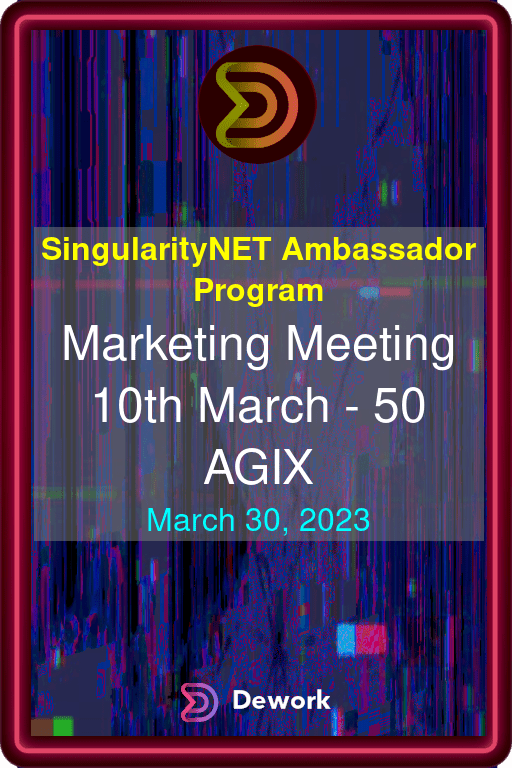 SingularityNET Ambassador
Program
Marketing Meeting
10th March - 50
AGIX
March 30, 2023
Dework